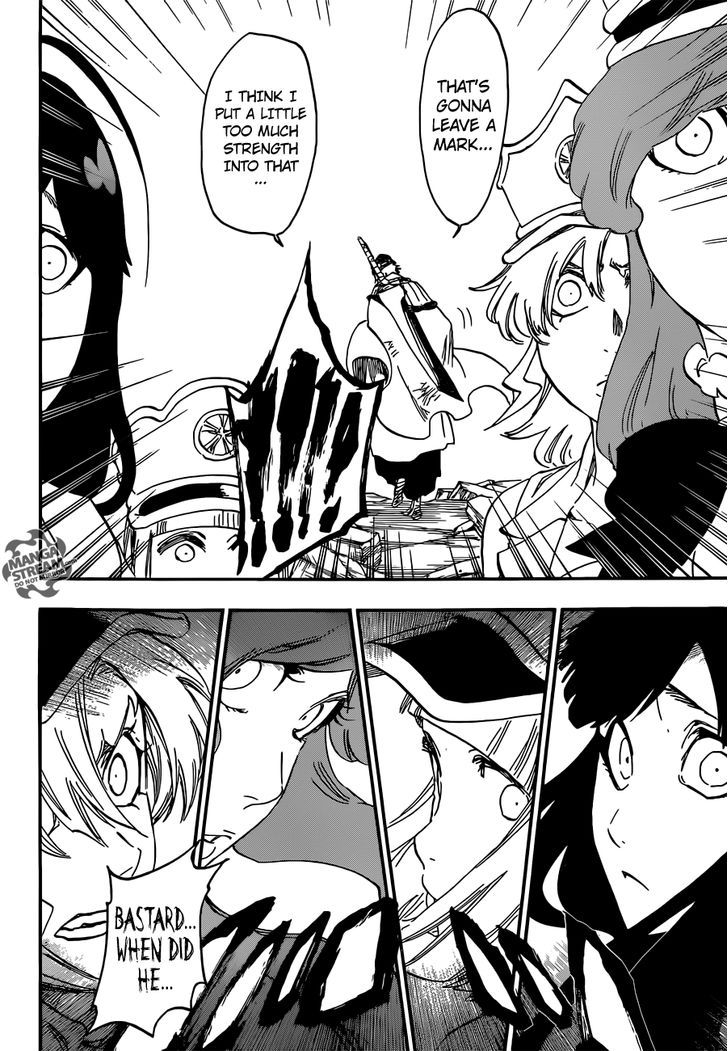 THAT'S
GONNA
LEAVE A
MARK...
I THINK I
PUT A LITTLE
TOO MUCH
STRENGTH
INTO THAT
...
MANGA
STREAM
BASTARD...
WHEN DID
HE...